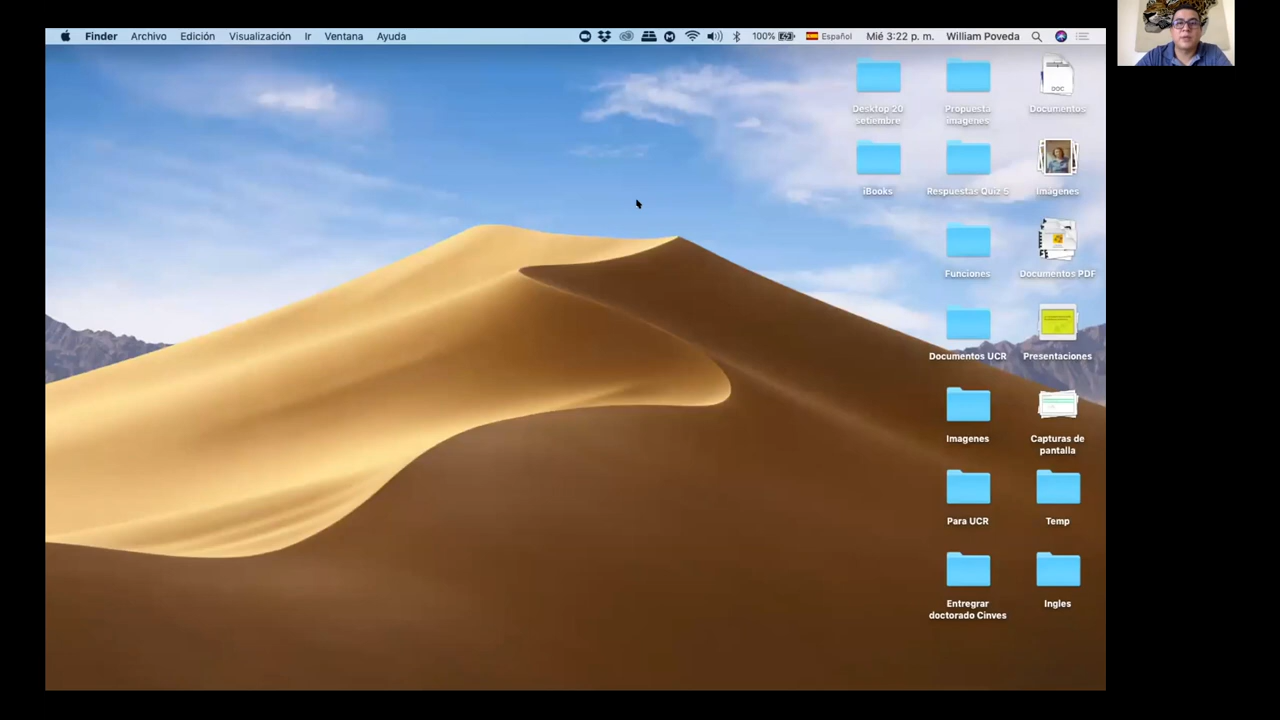 Finder Archivo Edición Visualización Ir Ventana Ayuda 100% Español Mié 3:22 p. m. William Poveda
Desktop 20 setiembre
Propuesta imagenes
Documentos
DOC
iBooks
Respuestas Quiz 5
Imágenes
Funciones
Documentos PDF
Documentos UCR
Presentaciones
Imagenes
Capturas de pantalla
Para UCR
Temp
Entregrar doctorado Cinves
Ingles